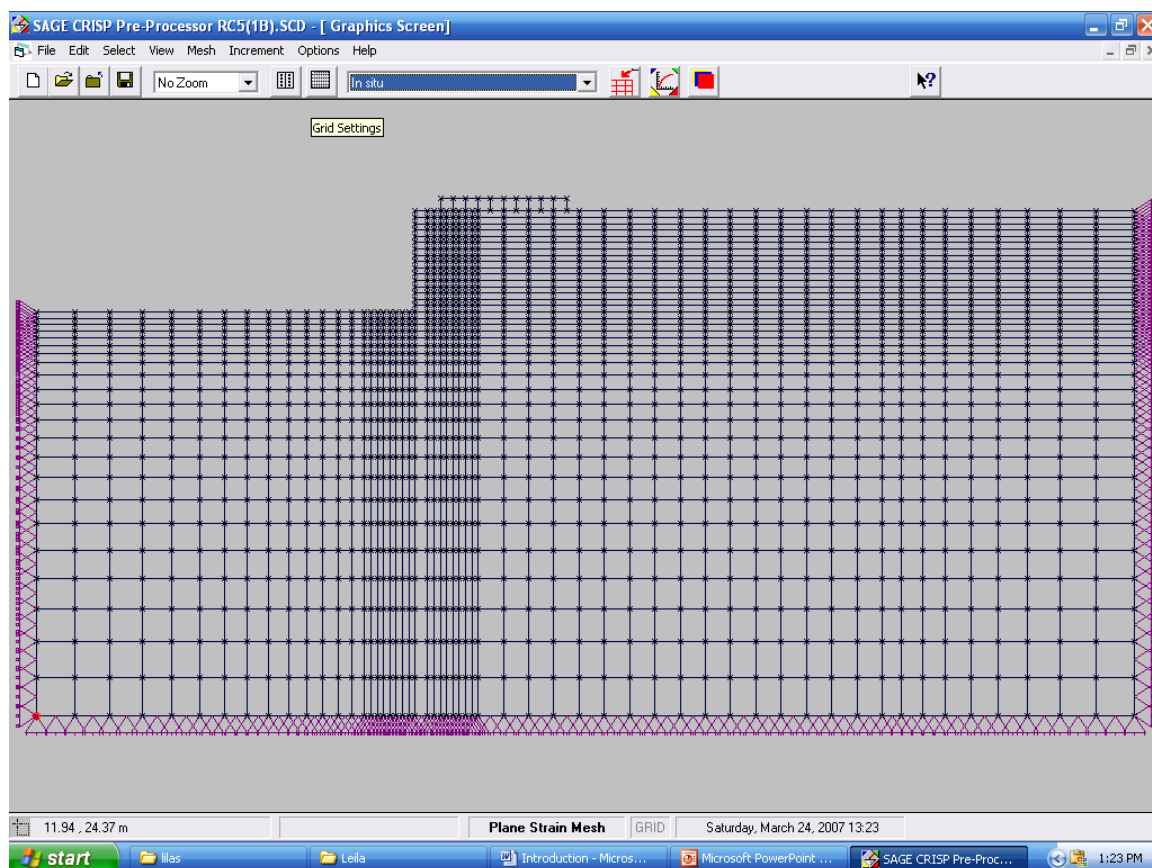 SAGE CRISP Pre-Processor RC5(1B).SCD - [ Graphics Screen]
File Edit Select View Mesh Increment Options Help
No Zoom In situ
Grid Settings
11.94 , 24.37 m Plane Strain Mesh GRID Saturday, March 24, 2007 13:23
start lilas Leila Introduction - Micros... Microsoft PowerPoint ... SAGE CRISP Pre-Proc... 1:23 PM